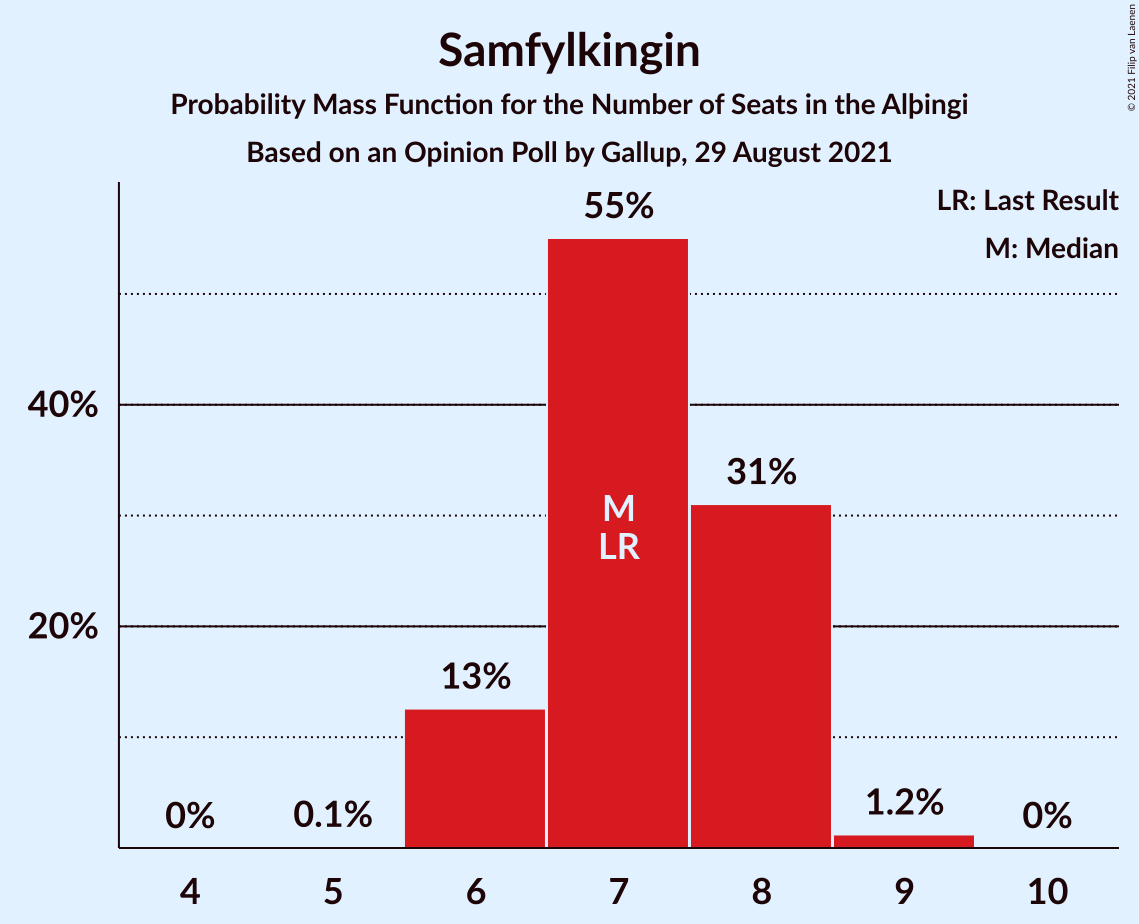 Samfylkingin
Probability Mass Function for the Number of Seats in the Alþingi
Based on an Opinion Poll by Gallup, 29 August 2021
© 2021 Filip van Laenen
LR: Last Result
M: Median
55%
40%
31%
M
LR
20%
13%
0%
0.1%
1.2%
0%
4
5
6
7
8
9
10